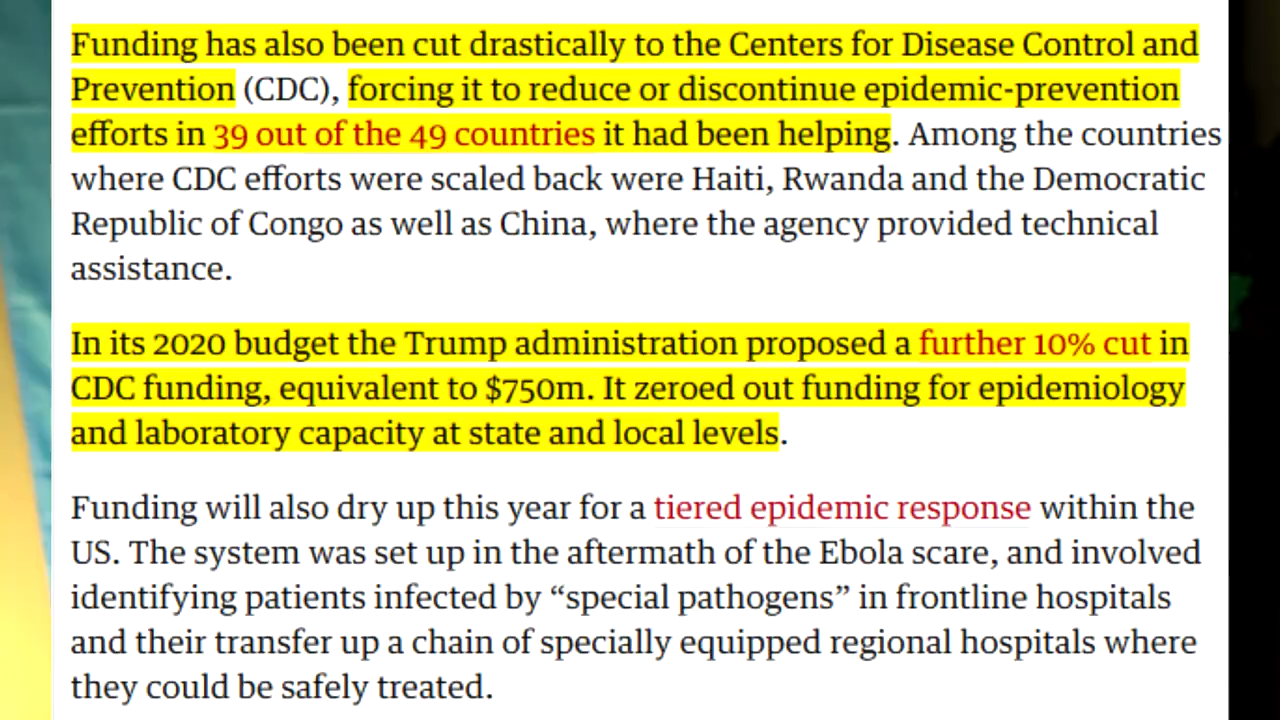 Funding has also been cut drastically to the Centers for Disease Control and
Prevention (CDC), forcing it to reduce or discontinue epidemic-prevention
efforts in 39 out of the 49 countries it had been helping. Among the countries
where CDC efforts were scaled back were Haiti, Rwanda and the Democratic
Republic of Congo as well as China, where the agency provided technical
assistance.
In its 2020 budget the Trump administration proposed a further 10% cut in
CDC funding, equivalent to $750m. It zeroed out funding for epidemiology
and laboratory capacity at state and local levels.
Funding will also dry up this year for a tiered epidemic response within the
US. The system was set up in the aftermath of the Ebola scare, and involved
identifying patients infected by “special pathogens” in frontline hospitals
and their transfer up a chain of specially equipped regional hospitals where
they could be safely treated.